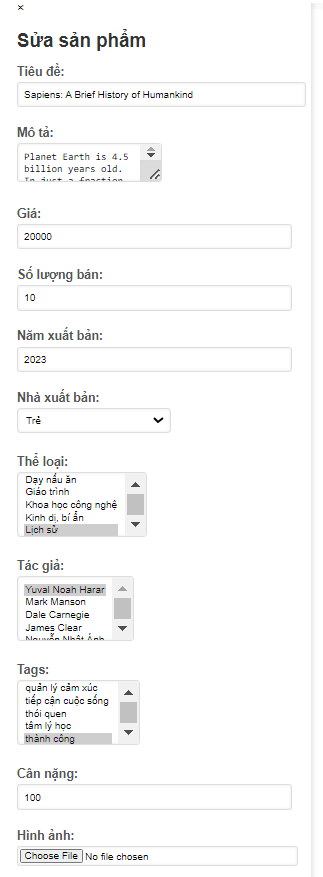 ×
Sửa sản phẩm
Tiêu đề:
Sapiens: A Brief History of Humankind
Mô tả:
Planet Earth is 4.5
billion years old.
In just a fraction
Giá:
20000
Số lượng bán:
10
Năm xuất bản:
2023
Nhà xuất bản:
Trẻ
Thể loại:
Dạy nấu ăn
Giáo trình
Khoa học công nghệ
Kinh dị, bí ẩn
Lịch sử
Tác giả:
Yuval Noah Harar
Mark Manson
Dale Carnegie
James Clear
Nguyễn Nhật Ánh
Tags:
quản lý cảm xúc
tiếp cận cuộc sống
thói quen
tâm lý học
thành công
Cân nặng:
100
Hình ảnh:
Choose File No file chosen